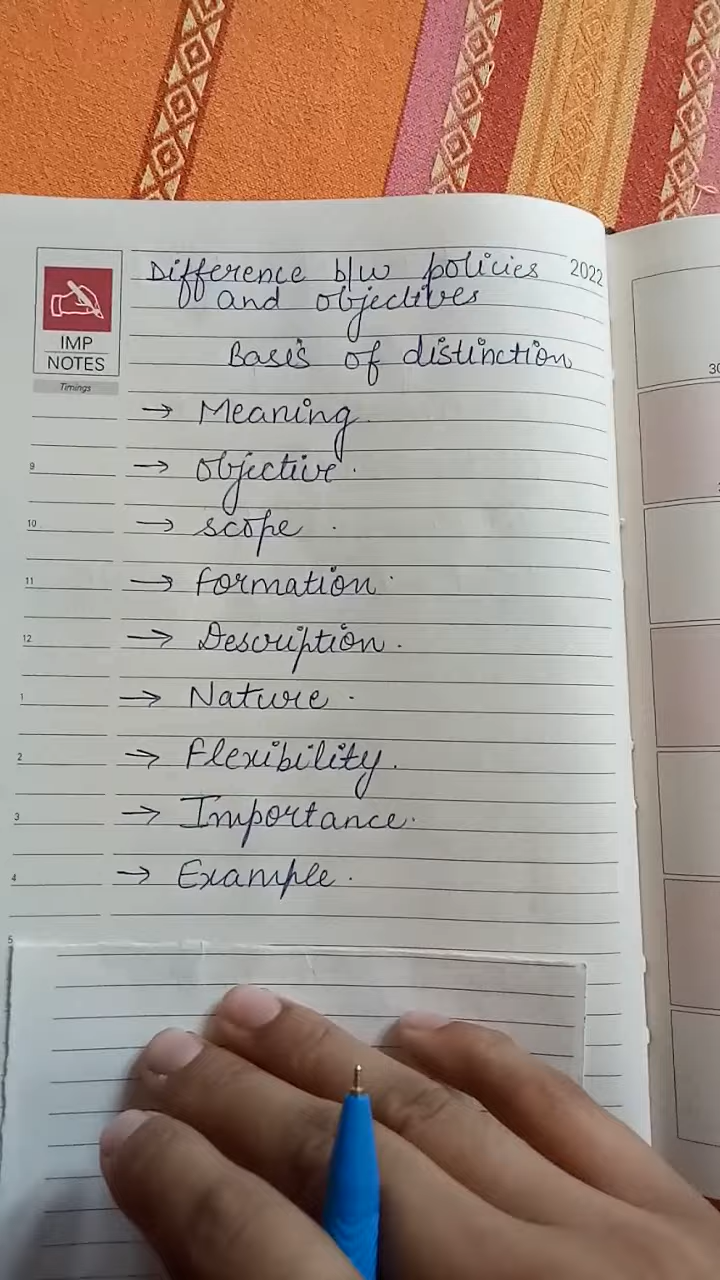 Difference b/w policies 2022
and objectives
IMP
NOTES
Basis of distinction
Timings
→ Meaning.
9 → Objective.
10 → scope.
11 → Formation.
12 → Description.
1 → Nature.
2 → Flexibility.
3 → Importance.
4 → Example.
5
30